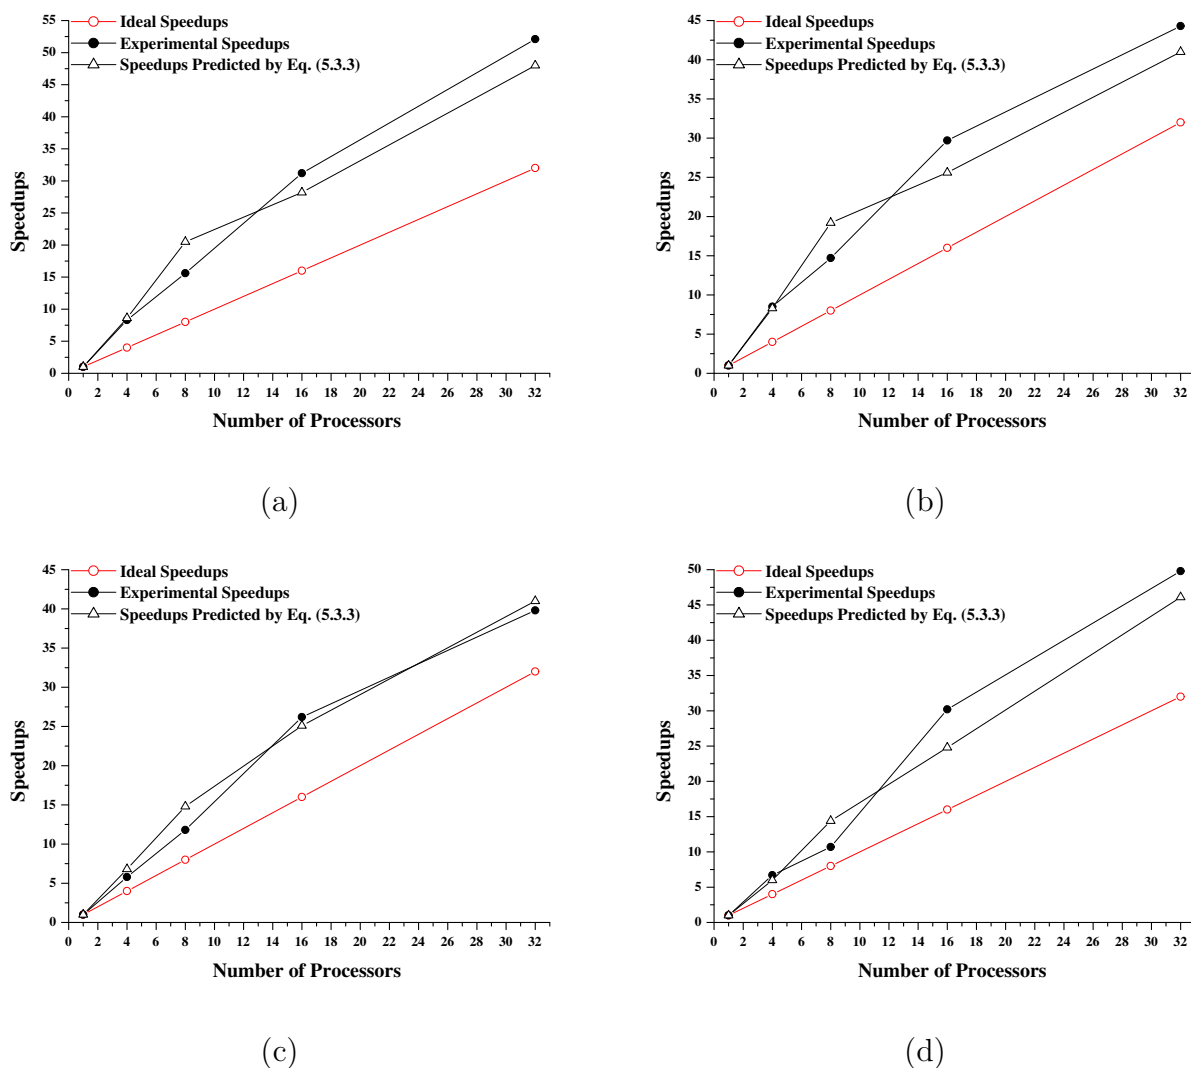 Ideal Speedups
Experimental Speedups
Speedups Predicted by Eq. (5.3.3)
55
50
45
40
35
30
25
20
15
10
5
0
Speedups
0 2 4 6 8 10 12 14 16 18 20 22 24 26 28 30 32
Number of Processors
(a)
Ideal Speedups
Experimental Speedups
Speedups Predicted by Eq. (5.3.3)
45
40
35
30
25
20
15
10
5
0
Speedups
0 2 4 6 8 10 12 14 16 18 20 22 24 26 28 30 32
Number of Processors
(b)
Ideal Speedups
Experimental Speedups
Speedups Predicted by Eq. (5.3.3)
45
40
35
30
25
20
15
10
5
0
Speedups
0 2 4 6 8 10 12 14 16 18 20 22 24 26 28 30 32
Number of Processors
(c)
Ideal Speedups
Experimental Speedups
Speedups Predicted by Eq. (5.3.3)
50
45
40
35
30
25
20
15
10
5
0
Speedups
0 2 4 6 8 10 12 14 16 18 20 22 24 26 28 30 32
Number of Processors
(d)